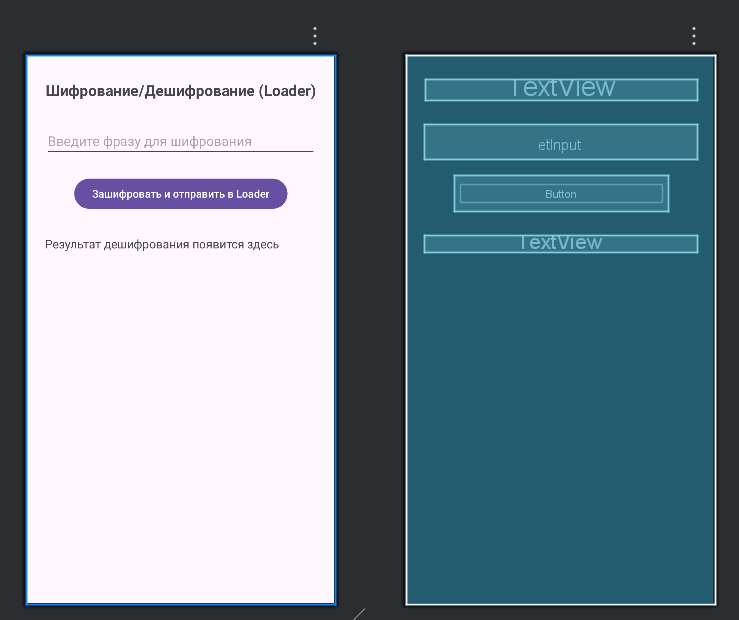 Шифрование/Дешифрование (Loader)
Введите фразу для шифрования
Зашифровать и отправить в Loader
Результат дешифрования появится здесь
TextView
etInput
Button
TextView